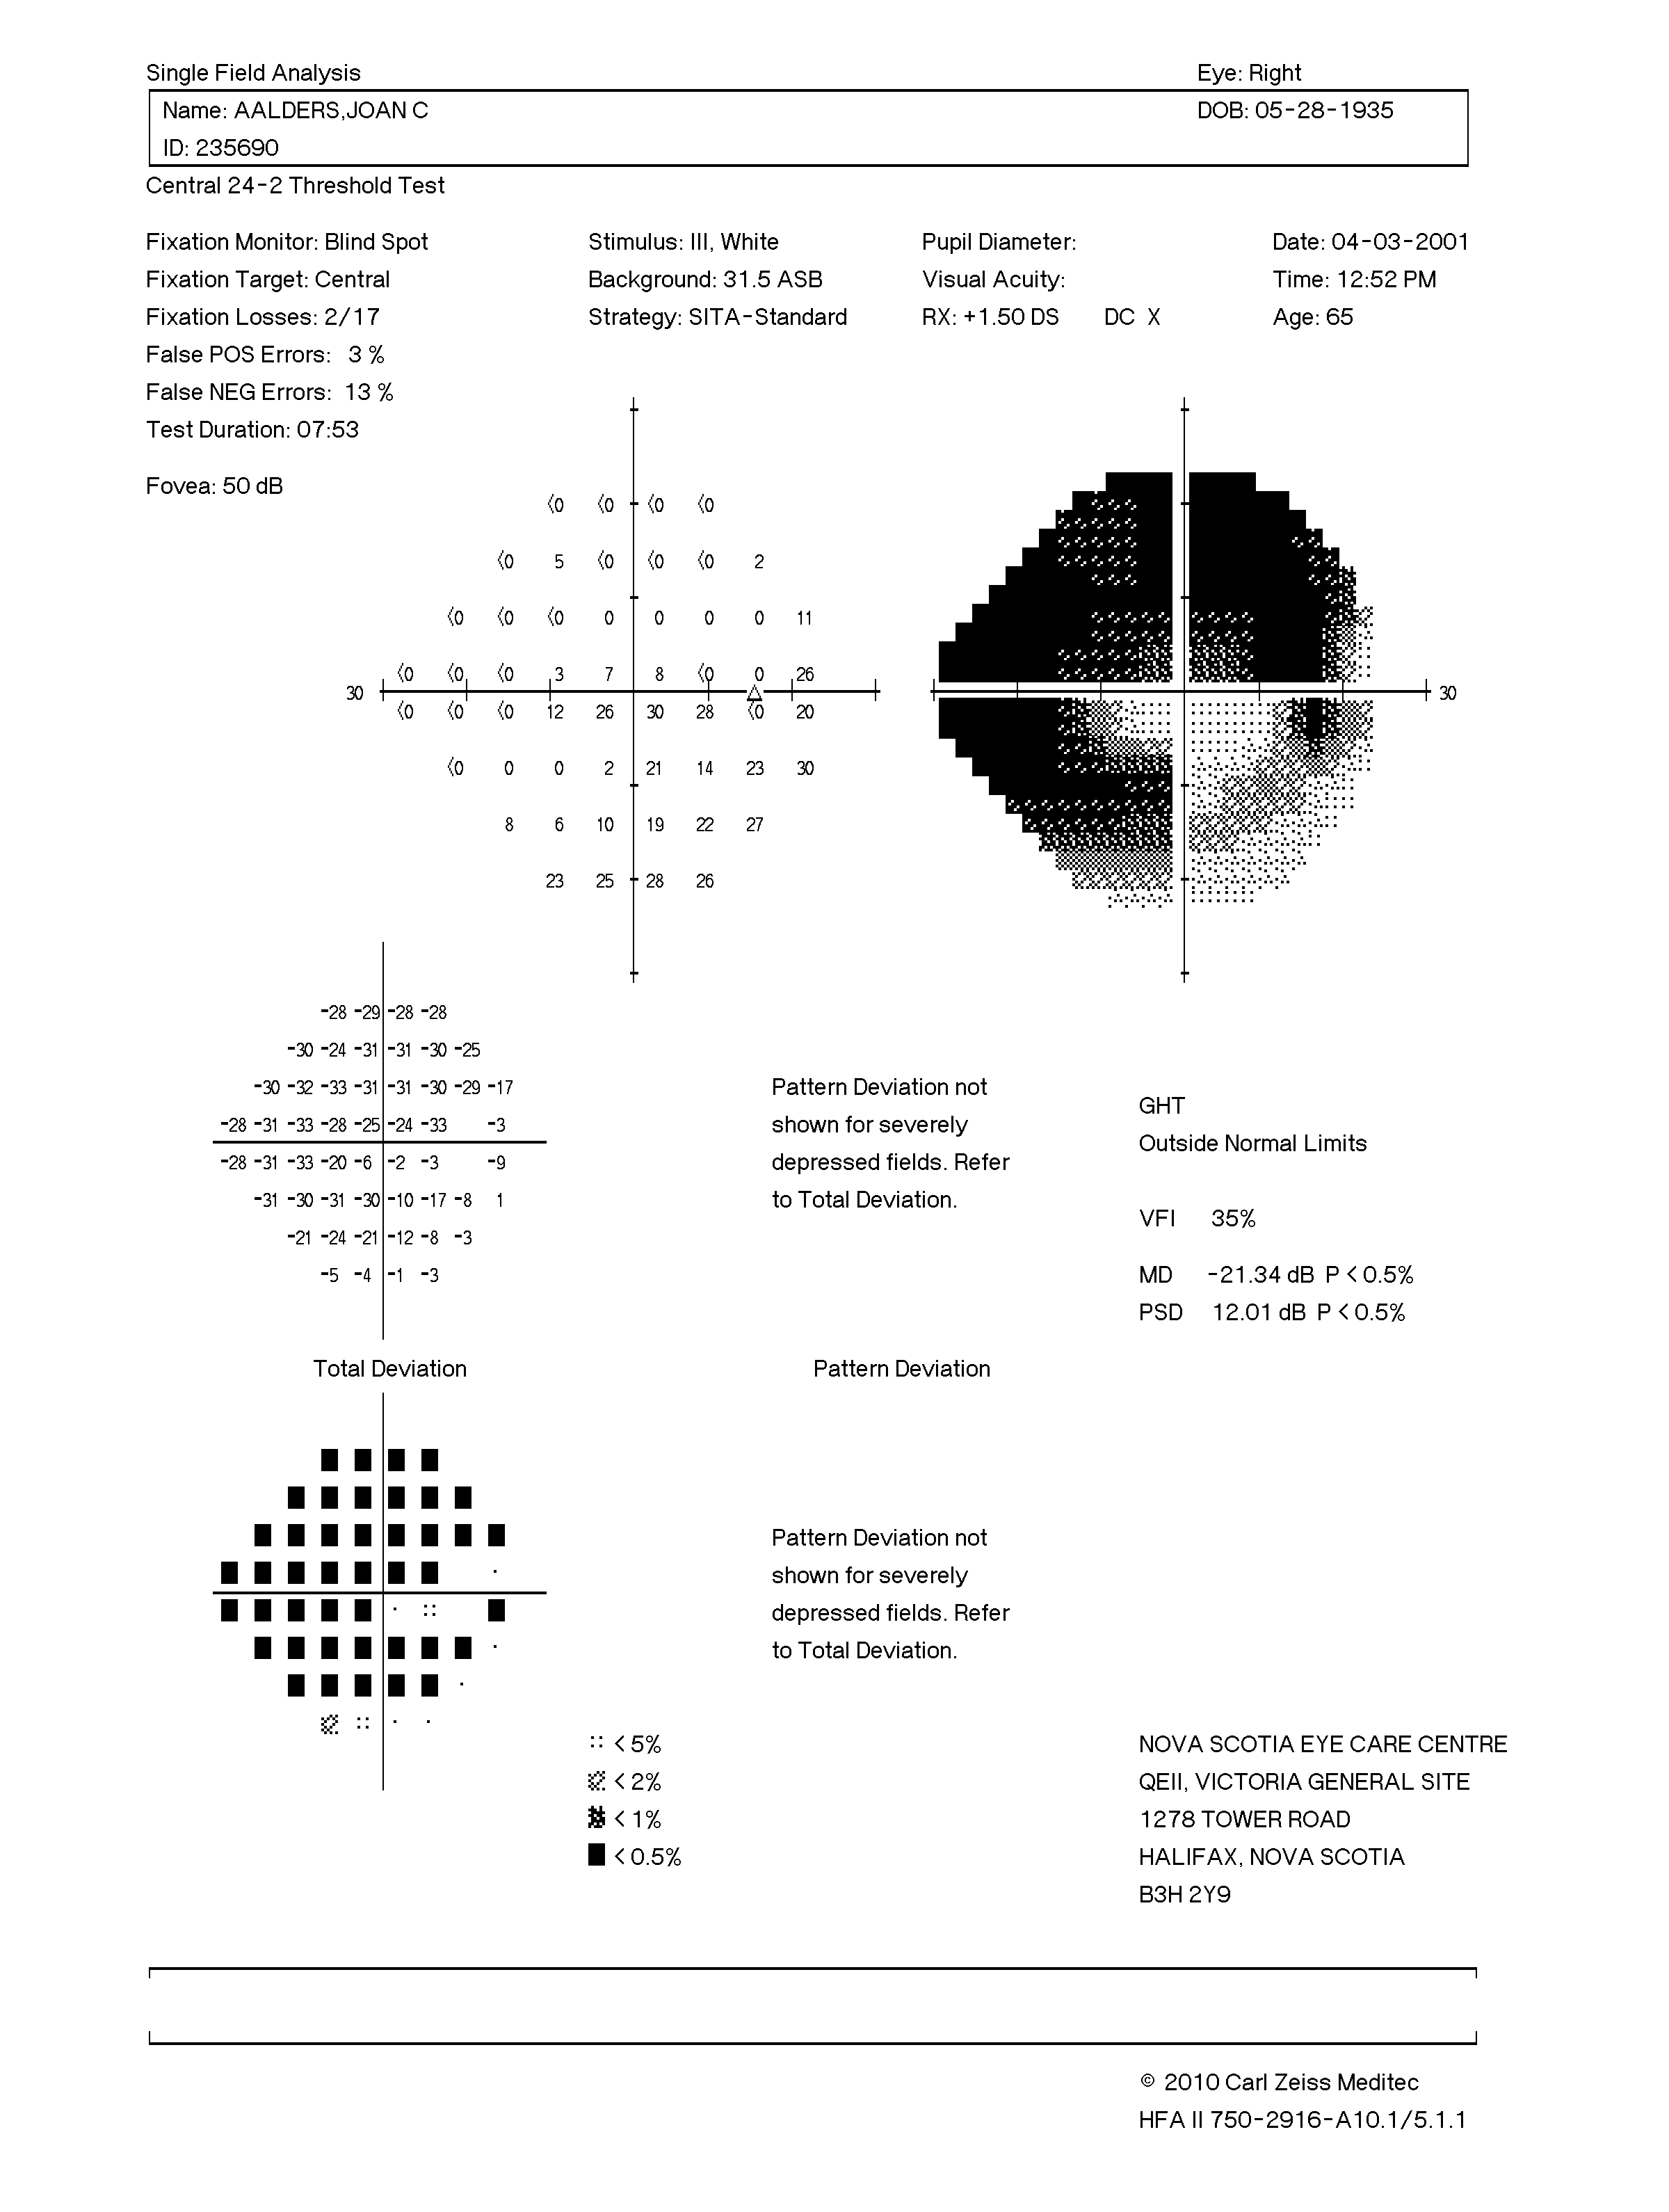 Single Field Analysis Eye: Right
Name: AALDERS,JOAN C DOB: 05-28-1935
ID: 235690
Central 24-2 Threshold Test
Fixation Monitor: Blind Spot Stimulus: III, White Pupil Diameter: Date: 04-03-2001
Fixation Target: Central Background: 31.5 ASB Visual Acuity: Time: 12:52 PM
Fixation Losses: 2/17 Strategy: SITA-Standard RX: +1.50 DS DC X Age: 65
False POS Errors: 3 %
False NEG Errors: 13 %
Test Duration: 07:53
Fovea: 50 dB
<0 <0 <0 <0
<0 5 <0 <0 <0 2
<0 <0 <0 0 0 0 0 11
<0 <0 <0 3 7 8 <0 0 26
30 30
<0 <0 <0 12 26 30 28 <0 20
<0 0 0 2 21 14 23 30
8 6 10 19 22 27
23 25 28 26
-28 -29 -28 -28
-30 -24 -31 -31 -30 -25
-30 -32 -33 -31 -31 -30 -29 -17
-28 -31 -33 -28 -25 -24 -33 -3
-28 -31 -33 -20 -6 -2 -3 -9
-31 -30 -31 -30 -10 -17 -8 1
-21 -24 -21 -12 -8 -3
-5 -4 -1 -3
Pattern Deviation not
shown for severely
depressed fields. Refer
to Total Deviation.
GHT
Outside Normal Limits
VFI 35%
MD -21.34 dB P < 0.5%
PSD 12.01 dB P < 0.5%
Total Deviation Pattern Deviation
Pattern Deviation not
shown for severely
depressed fields. Refer
to Total Deviation.
< 5%
< 2%
< 1%
< 0.5%
NOVA SCOTIA EYE CARE CENTRE
QEII, VICTORIA GENERAL SITE
1278 TOWER ROAD
HALIFAX, NOVA SCOTIA
B3H 2Y9
© 2010 Carl Zeiss Meditec
HFA II 750-2916-A10.1/5.1.1